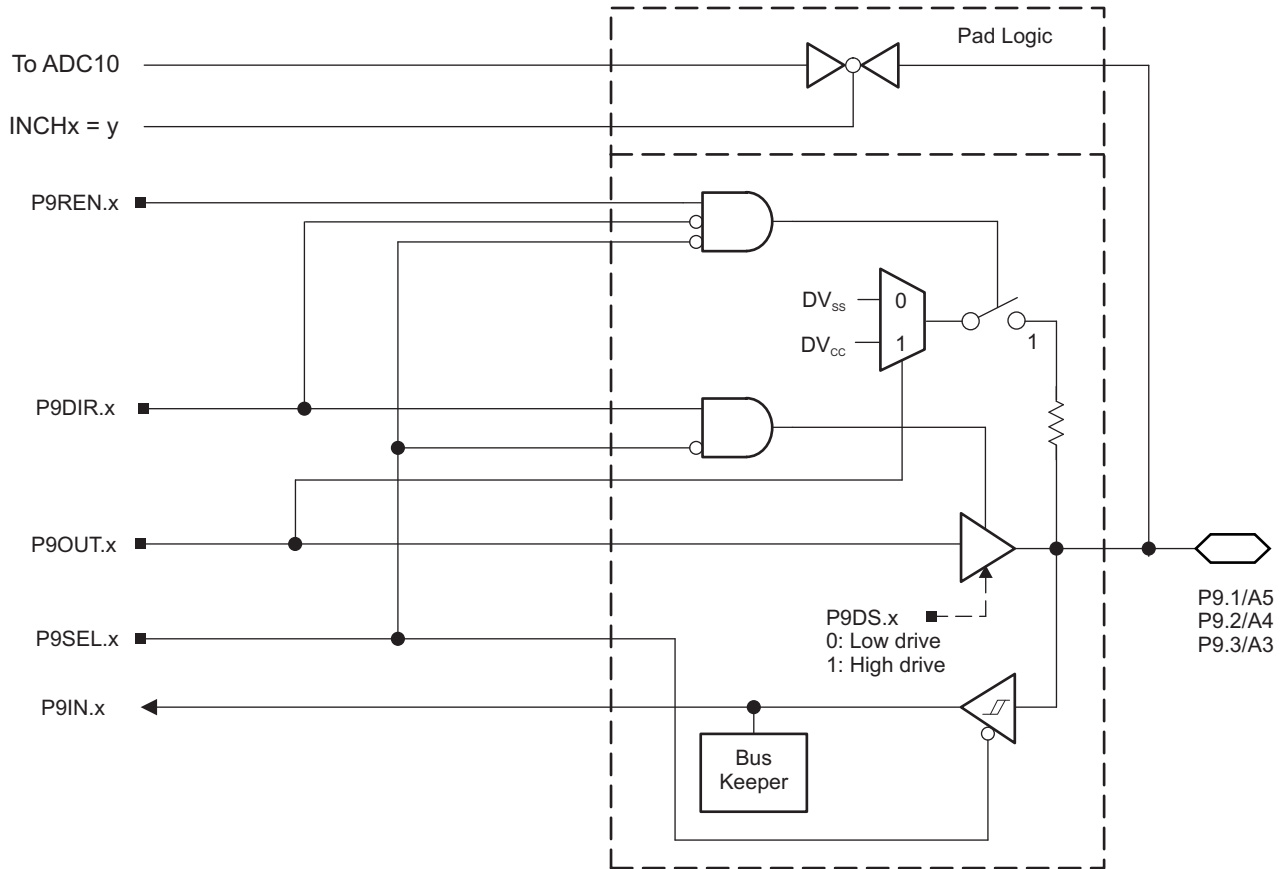 Pad Logic
To ADC10
INCHx = y
P9REN.x
DVSS
0
DVCC
1
1
P9DIR.x
P9OUT.x
P9DS.x
0: Low drive
1: High drive
P9.1/A5
P9.2/A4
P9.3/A3
P9SEL.x
P9IN.x
Bus
Keeper